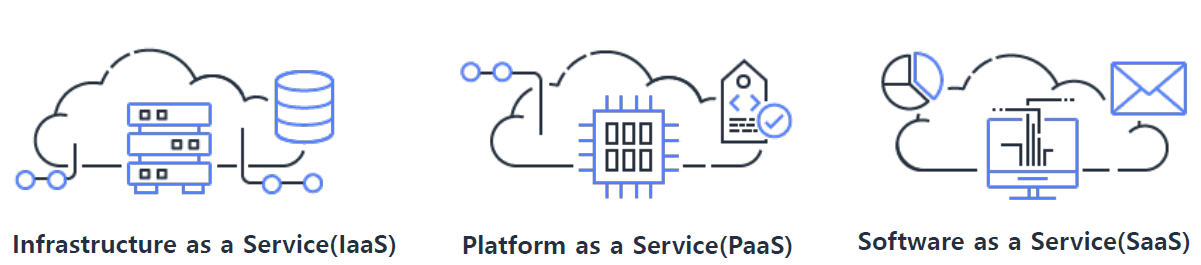 Infrastructure as a Service(IaaS)
Platform as a Service(PaaS)
Software as a Service(SaaS)